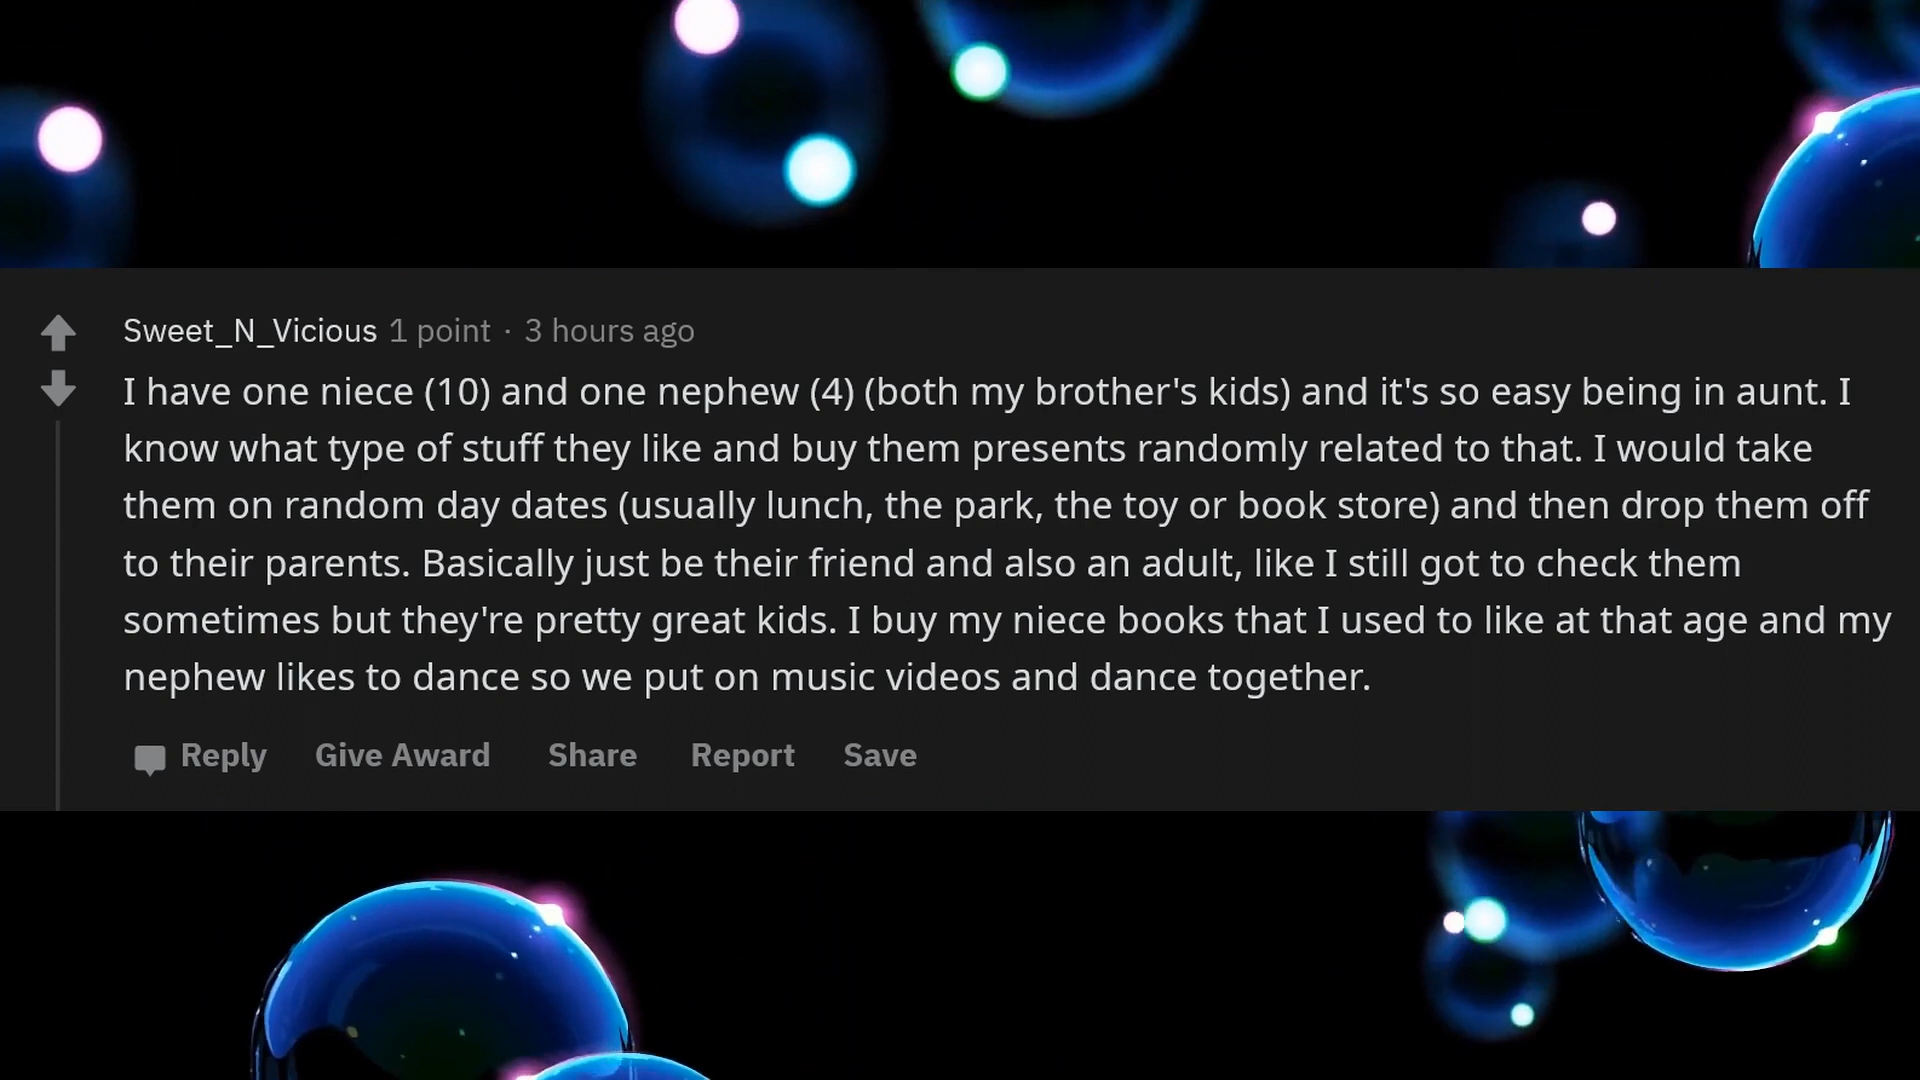 Sweet_N_Vicious 1 point · 3 hours ago
I have one niece (10) and one nephew (4) (both my brother's kids) and it's so easy being in aunt. I
know what type of stuff they like and buy them presents randomly related to that. I would take
them on random day dates (usually lunch, the park, the toy or book store) and then drop them off
to their parents. Basically just be their friend and also an adult, like I still got to check them
sometimes but they're pretty great kids. I buy my niece books that I used to like at that age and my
nephew likes to dance so we put on music videos and dance together.
Reply Give Award Share Report Save